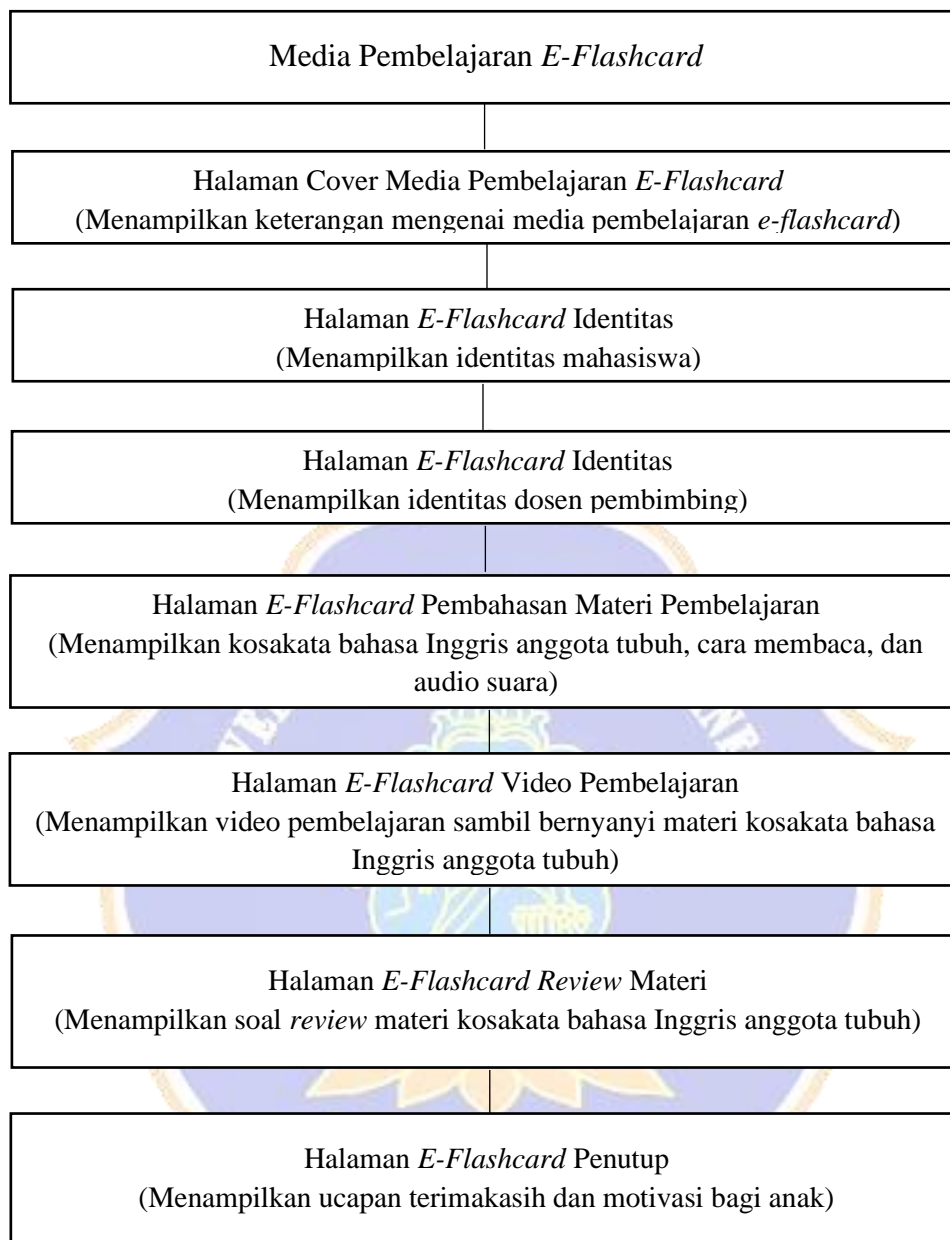 Media Pembelajaran E-Flashcard
Halaman Cover Media Pembelajaran E-Flashcard
(Menampilkan keterangan mengenai media pembelajaran e-flashcard)
Halaman E-Flashcard Identitas
(Menampilkan identitas mahasiswa)
Halaman E-Flashcard Identitas
(Menampilkan identitas dosen pembimbing)
Halaman E-Flashcard Pembahasan Materi Pembelajaran
(Menampilkan kosakata bahasa Inggris anggota tubuh, cara membaca, dan
audio suara)
Halaman E-Flashcard Video Pembelajaran
(Menampilkan video pembelajaran sambil bernyanyi materi kosakata bahasa
Inggris anggota tubuh)
Halaman E-Flashcard Review Materi
(Menampilkan soal review materi kosakata bahasa Inggris anggota tubuh)
Halaman E-Flashcard Penutup
(Menampilkan ucapan terimakasih dan motivasi bagi anak)